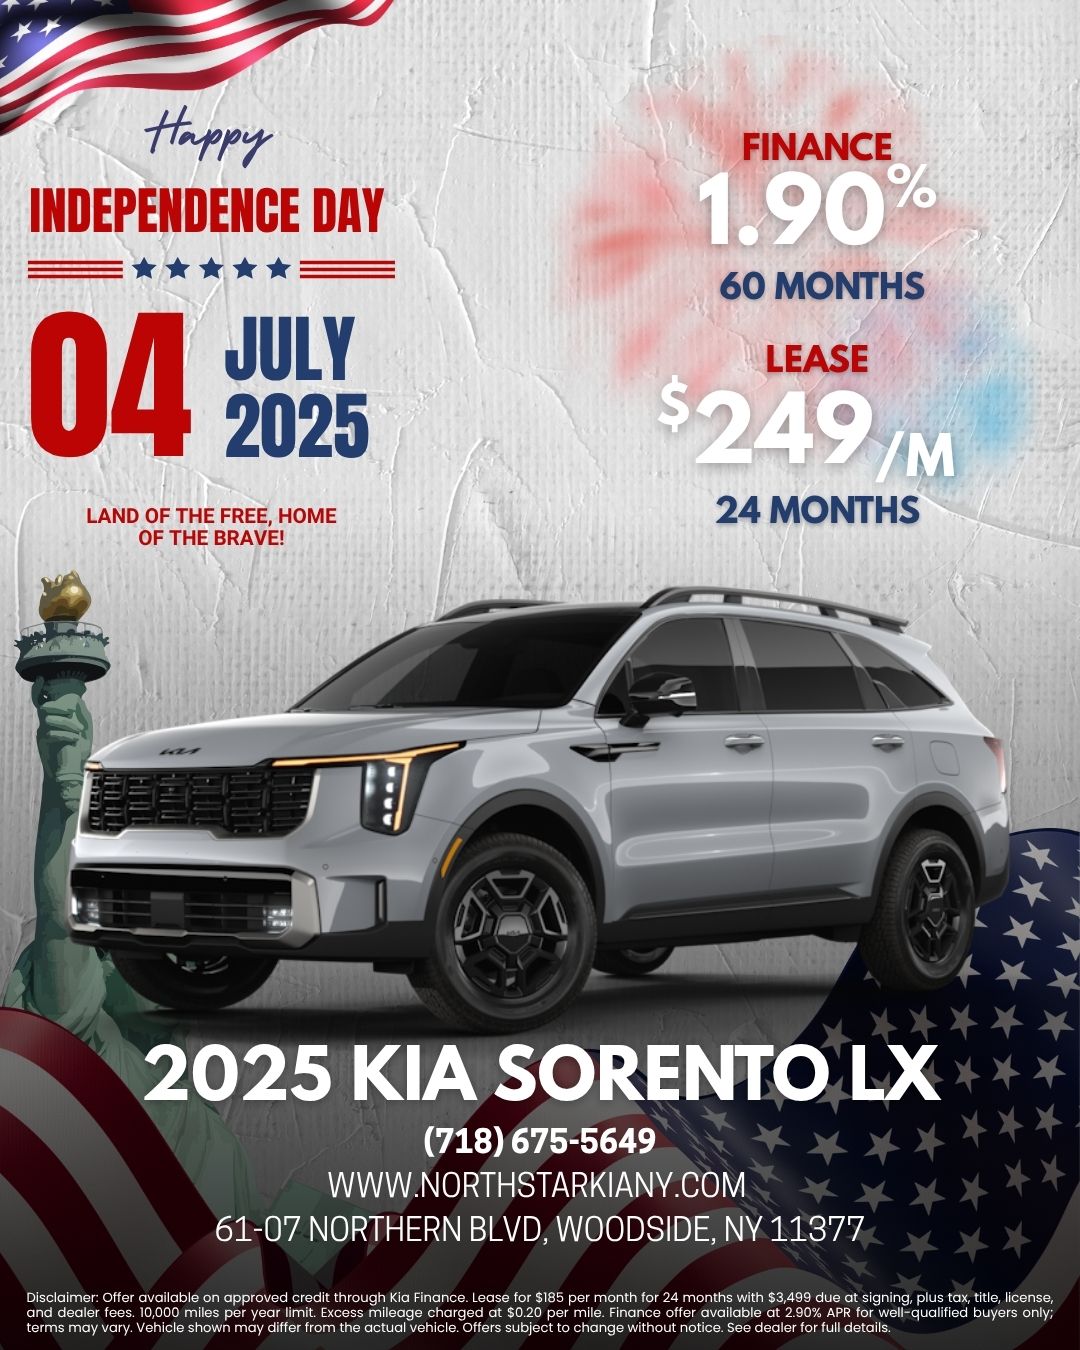 Happy
INDEPENDENCE DAY
04
JULY
2025
LAND OF THE FREE, HOME
OF THE BRAVE!
FINANCE
1.90%
60 MONTHS
LEASE
$249/M
24 MONTHS
KIA
2025 KIA SORENTO LX
(718) 675-5649
WWW.NORTHSTARKIANY.COM
61-07 NORTHERN BLVD, WOODSIDE, NY 11377
Disclaimer: Offer available on approved credit through Kia Finance. Lease for $185 per month for 24 months with $3,499 due at signing, plus tax, title, license,
and dealer fees. 10,000 miles per year limit. Excess mileage charged at $0.20 per mile. Finance offer available at 2.90% APR for well-qualified buyers only;
terms may vary. Vehicle shown may differ from the actual vehicle. Offers subject to change without notice. See dealer for full details.